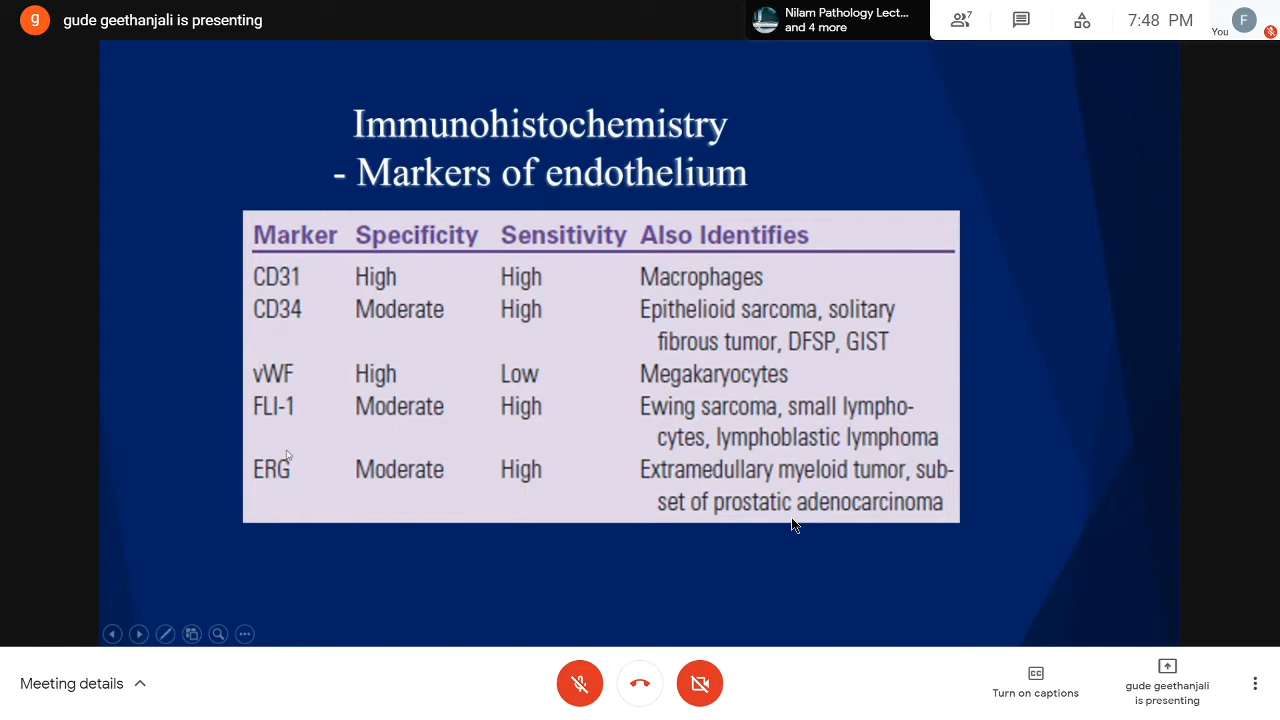 g gude geethanjali is presenting
Nilam Pathology Lect...
and 4 more
7
7:48 PM
You
F
Immunohistochemistry
- Markers of endothelium
Marker Specificity Sensitivity Also Identifies
CD31 High High Macrophages
CD34 Moderate High Epithelioid sarcoma, solitary
fibrous tumor, DFSP, GIST
vWF High Low Megakaryocytes
FLI-1 Moderate High Ewing sarcoma, small lympho-
cytes, lymphoblastic lymphoma
ERG Moderate High Extramedullary myeloid tumor, sub-
set of prostatic adenocarcinoma
Meeting details
CC
Turn on captions
gude geethanjali
is presenting